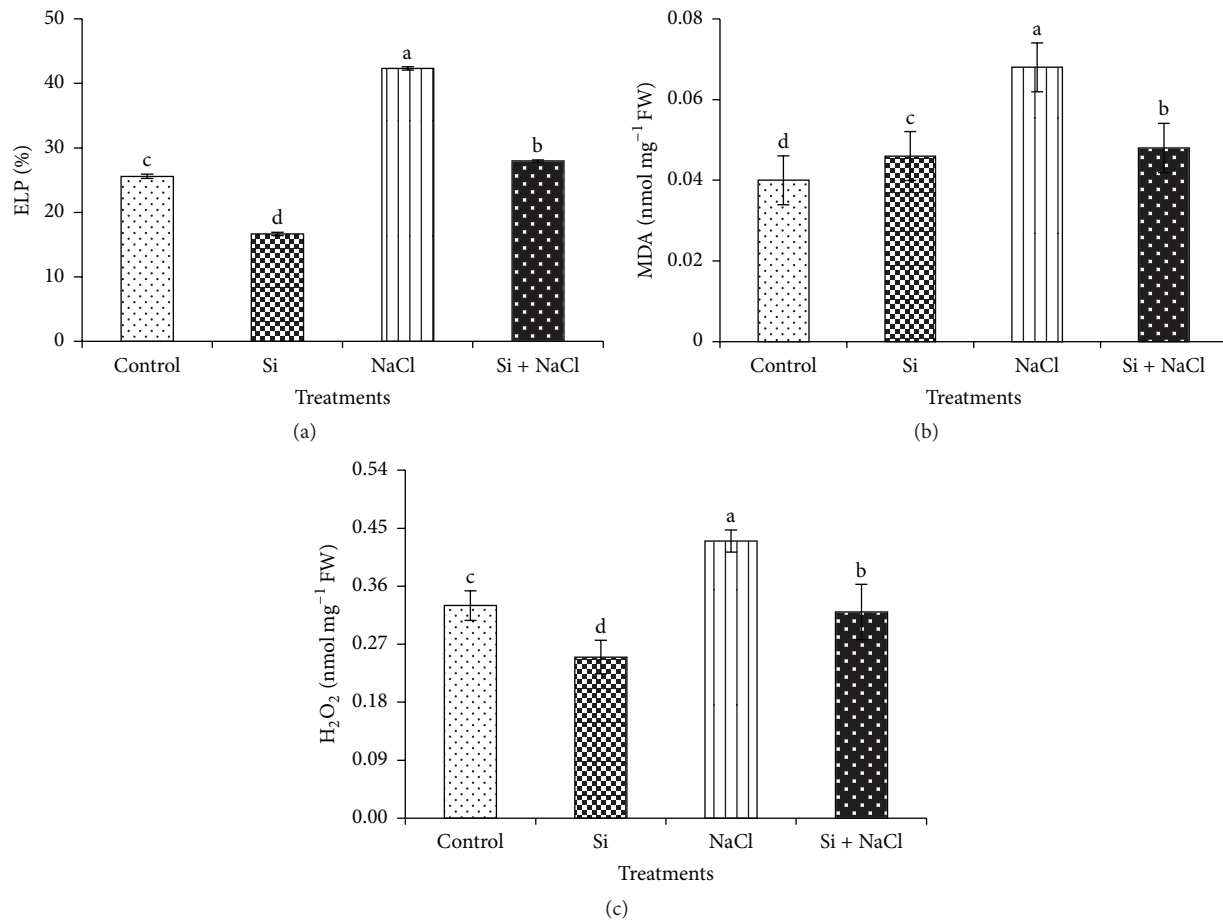 50
40
30
20
10
0
ELP (%)
c
d
a
b
Control Si NaCl Si + NaCl
Treatments
(a)
0.08
0.06
0.04
0.02
0
MDA (nmol mg⁻¹ FW)
d
c
a
b
Control Si NaCl Si + NaCl
Treatments
(b)
0.54
0.45
0.36
0.27
0.18
0.09
0.00
H₂O₂ (nmol mg⁻¹ FW)
c
d
a
b
Control Si NaCl Si + NaCl
Treatments
(c)